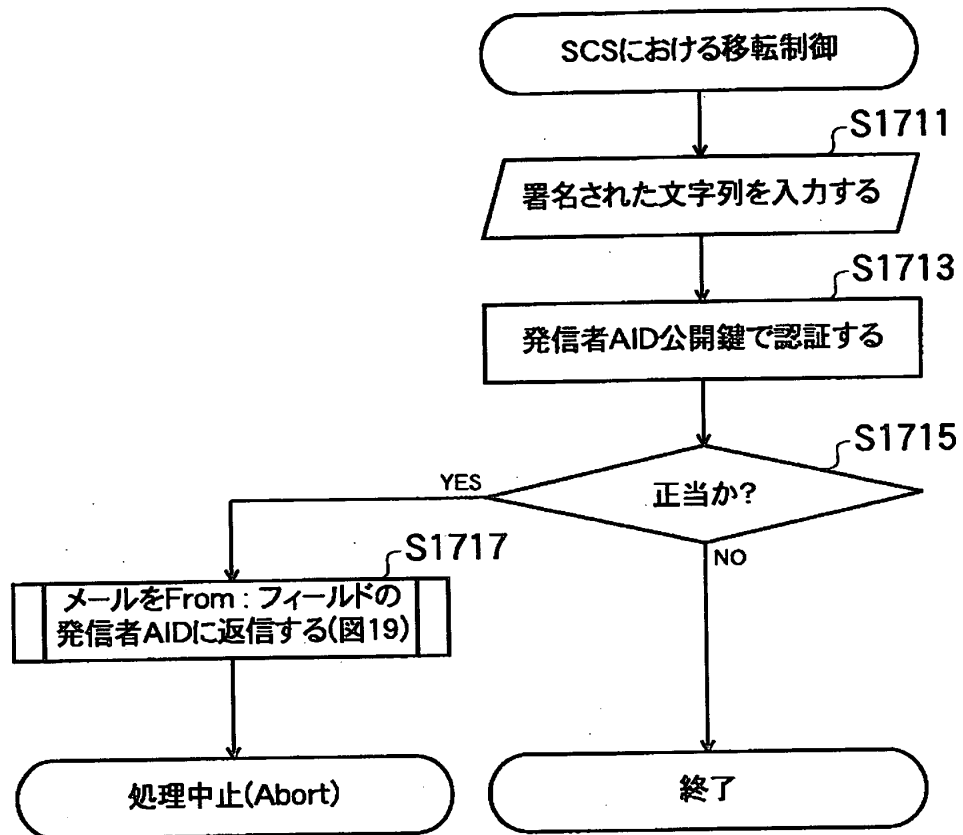 SCSにおける移転制御
S1711
署名された文字列を入力する
S1713
発信者AID公開鍵で認証する
S1715
正当か?
YES
NO
S1717
メールをFrom : フィールドの
発信者AIDに返信する(図19)
処理中止(Abort)
終了